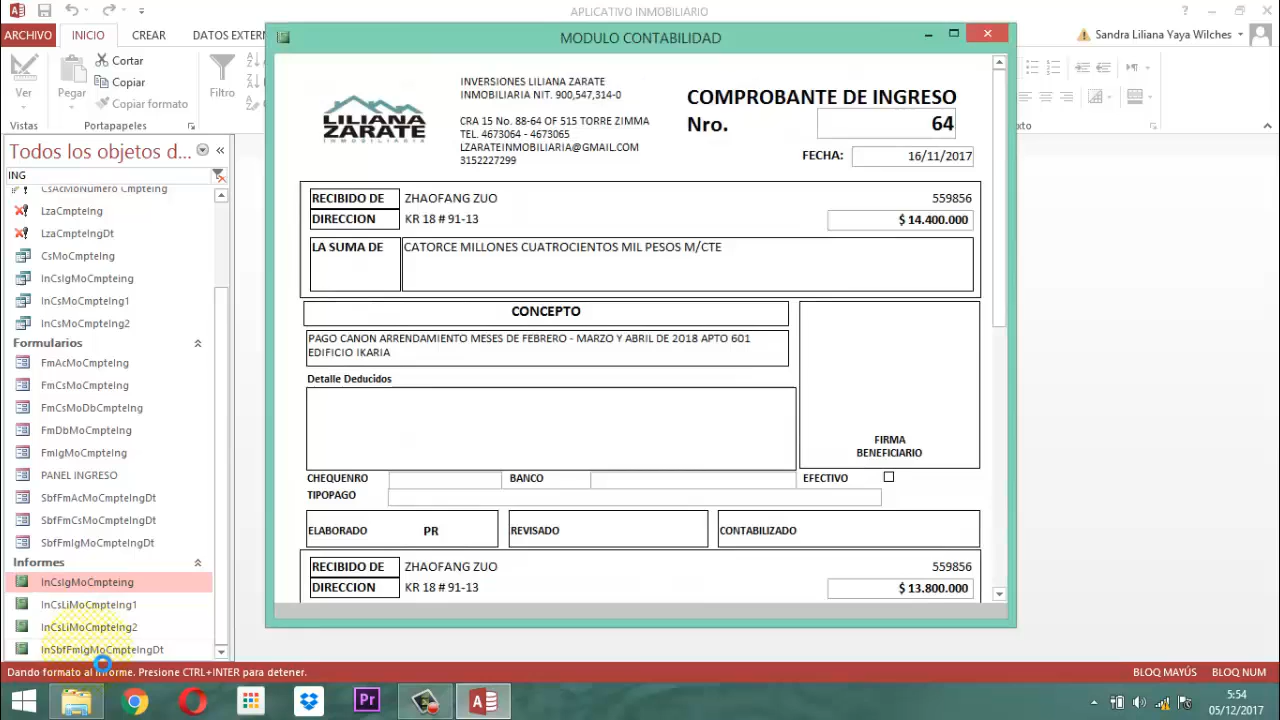 APLICATIVO INMOBILIARIO
?
ARCHIVO
INICIO
CREAR
DATOS EXTERN
Sandra Liliana Yaya Wilches
Ver
Pegar
Cortar
Copiar
Copiar formato
Filtro
Vistas
Portapapeles
xto
Todos los objetos d...
ING
CsAcMoNumero Cmpteing
LzaCmpteIng
LzaCmpteIngDt
CsMoCmpteIng
InCsIgMoCmpteing
InCsMoCmpteIng1
InCsMoCmpteIng2
Formularios
FmAcMoCmpteIng
FmCsMoCmpteIng
FmCsMoDbCmpteIng
FmDbMoCmpteIng
FmIgMoCmpteIng
PANEL INGRESO
SbfFmAcMoCmpteIngDt
SbfFmCsMoCmpteIngDt
SbfFmIgMoCmpteIngDt
Informes
InCsIgMoCmpteing
InCsLiMoCmpteing1
InCsLiMoCmpteIng2
InSbfFmIgMoCmpteIngDt
MODULO CONTABILIDAD
LILIANA
ZARATE
INMOBILIARIA
INVERSIONES LILIANA ZARATE
INMOBILIARIA NIT. 900,547,314-0
CRA 15 No. 88-64 OF 515 TORRE ZIMMA
TEL. 4673064 - 4673065
LZARATEINMOBILIARIA@GMAIL.COM
3152227299
COMPROBANTE DE INGRESO
Nro. 64
FECHA: 16/11/2017
RECIBIDO DE ZHAOFANG ZUO 559856
DIRECCION KR 18 # 91-13 $ 14.400.000
LA SUMA DE CATORCE MILLONES CUATROCIENTOS MIL PESOS M/CTE
CONCEPTO
PAGO CANON ARRENDAMIENTO MESES DE FEBRERO - MARZO Y ABRIL DE 2018 APTO 601
EDIFICIO IKARIA
Detalle Deducidos
FIRMA
BENEFICIARIO
CHEQUENRO BANCO EFECTIVO
TIPOPAGO
ELABORADO PR REVISADO CONTABILIZADO
RECIBIDO DE ZHAOFANG ZUO 559856
DIRECCION KR 18 # 91-13 $ 13.800.000
Dando formato al informe. Presione CTRL+INTER para detener.
BLOQ MAYÚS BLOQ NUM
Pr
5:54
05/12/2017